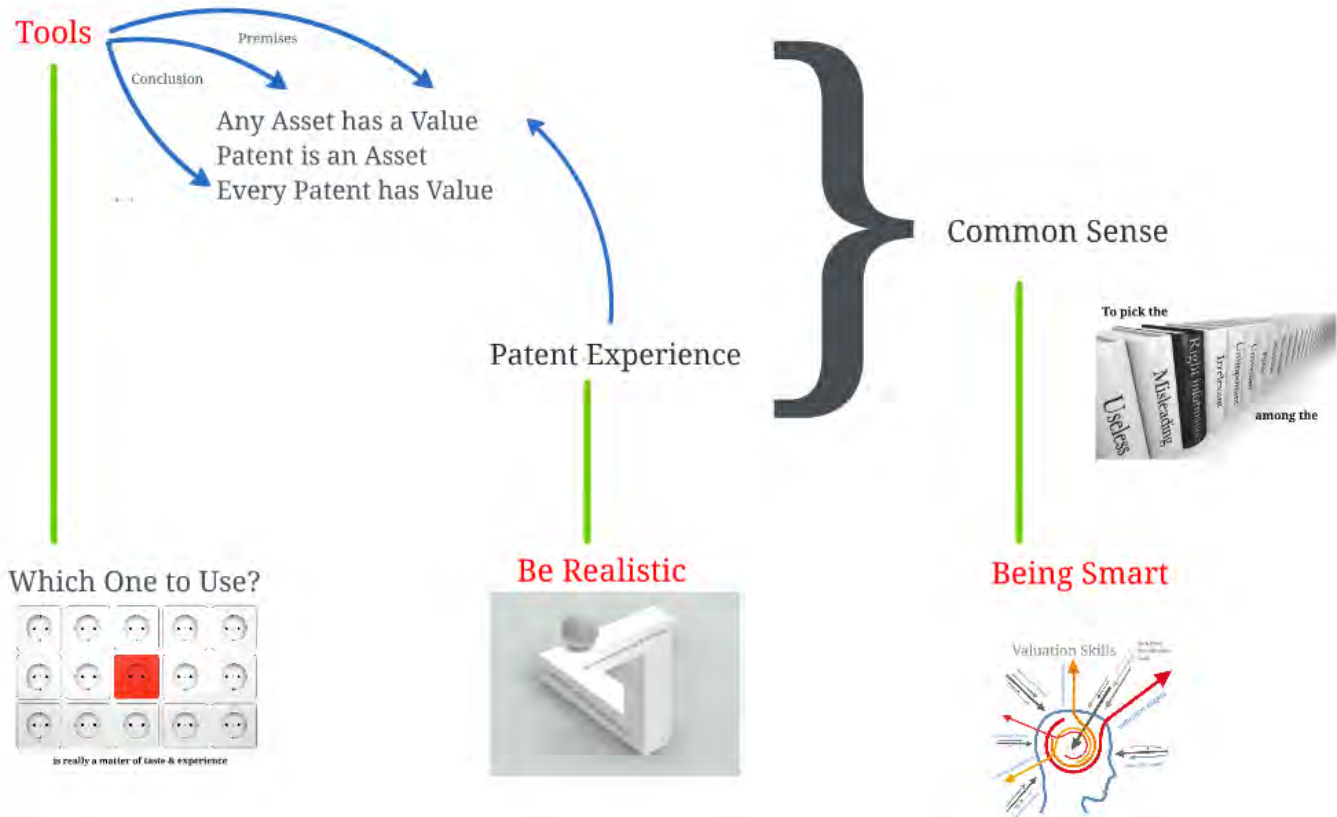 Tools
Premises
Conclusion
Any Asset has a Value
Patent is an Asset
Every Patent has Value
Common Sense
To pick the
Useless
Misleading
Irrelevant
among the
Patent Experience
Which One to Use?
is really a matter of taste & experience
Be Realistic
Being Smart
Valuation Skills